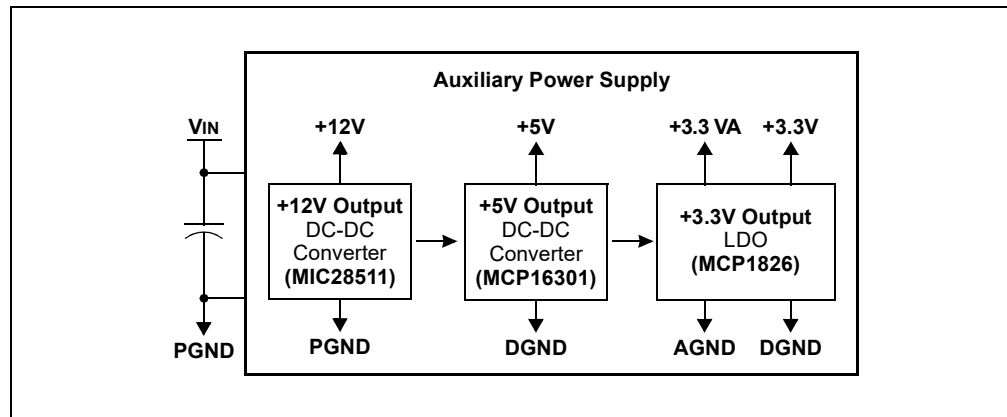 Auxiliary Power Supply
VIN
+12V
+5V
+3.3 VA
+3.3V
+12V Output
DC-DC
Converter
(MIC28511)
+5V Output
DC-DC
Converter
(MCP16301)
+3.3V Output
LDO
(MCP1826)
PGND
PGND
DGND
AGND
DGND